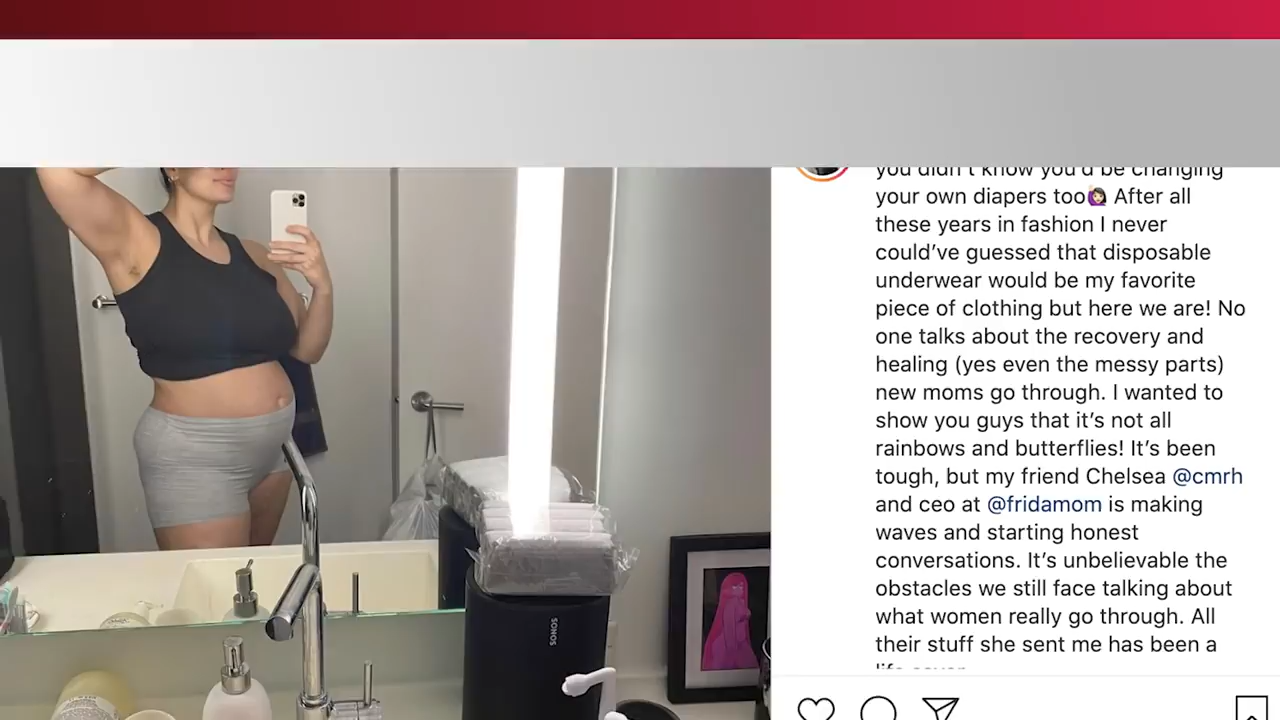 you didn't know you'd be changing
your own diapers too🙋🏻‍♀️ After all
these years in fashion I never
could've guessed that disposable
underwear would be my favorite
piece of clothing but here we are! No
one talks about the recovery and
healing (yes even the messy parts)
new moms go through. I wanted to
show you guys that it's not all
rainbows and butterflies! It's been
tough, but my friend Chelsea @cmrh
and ceo at @fridamom is making
waves and starting honest
conversations. It's unbelievable the
obstacles we still face talking about
what women really go through. All
their stuff she sent me has been a
SONOS